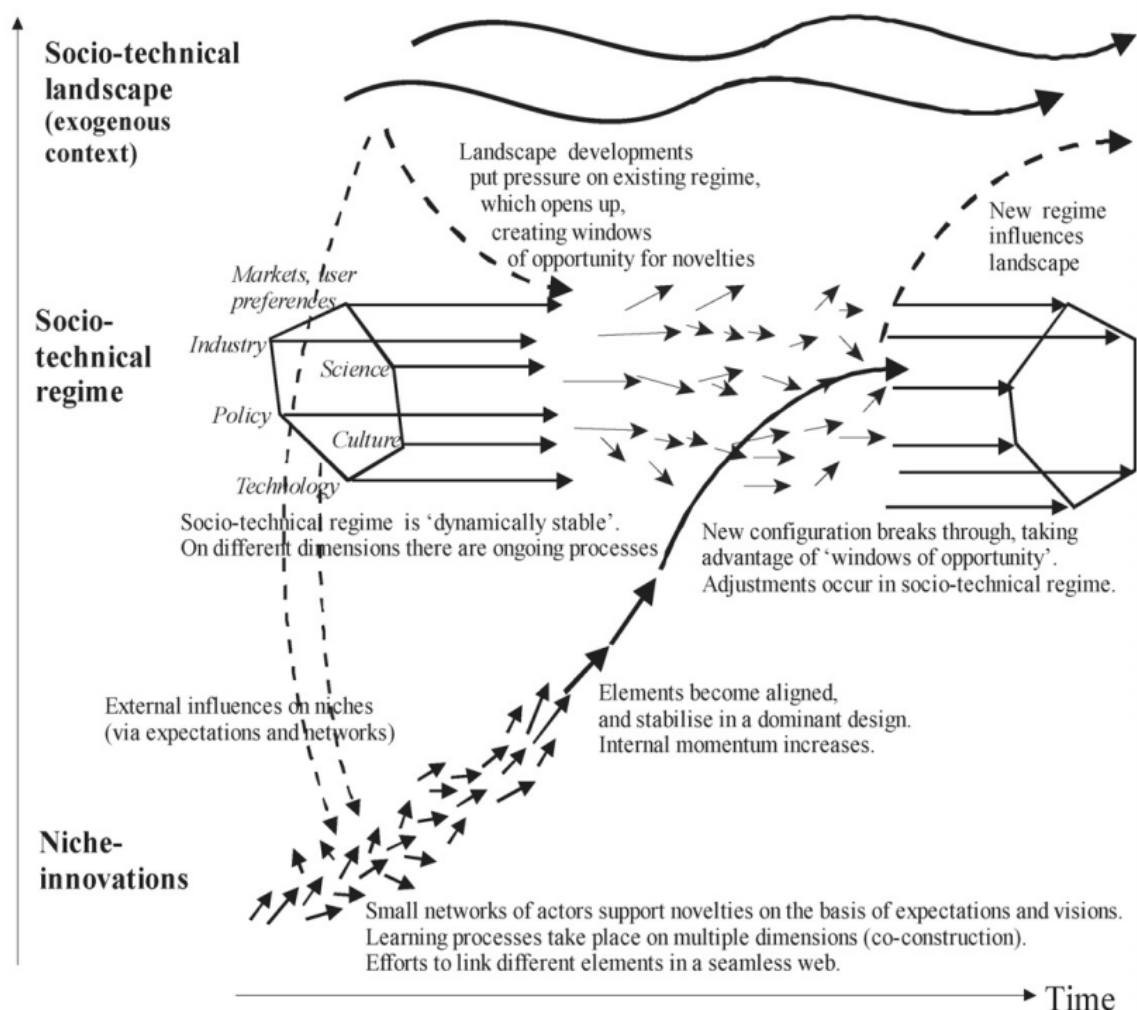 Socio-technical
landscape
(exogenous
context)
Landscape developments
put pressure on existing regime,
which opens up,
creating windows
of opportunity for novelties
New regime
influences
landscape
Socio-
technical
regime
Markets, user
preferences
Industry
Science
Policy
Culture
Technology
Socio-technical regime is ‘dynamically stable’.
On different dimensions there are ongoing processes
New configuration breaks through, taking
advantage of ‘windows of opportunity’.
Adjustments occur in socio-technical regime.
External influences on niches
(via expectations and networks)
Elements become aligned,
and stabilise in a dominant design.
Internal momentum increases.
Niche-
innovations
Small networks of actors support novelties on the basis of expectations and visions.
Learning processes take place on multiple dimensions (co-construction).
Efforts to link different elements in a seamless web.
Time